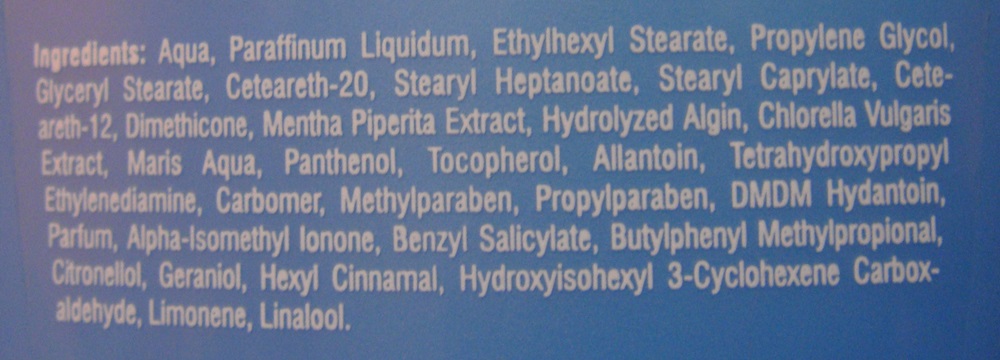 Ingredients: Aqua, Paraffinum Liquidum, Ethylhexyl Stearate, Propylene Glycol,
Glyceryl Stearate, Ceteareth-20, Stearyl Heptanoate, Stearyl Caprylate, Cete-
areth-12, Dimethicone, Mentha Piperita Extract, Hydrolyzed Algin, Chlorella Vulgaris
Extract, Maris Aqua, Panthenol, Tocopherol, Allantoin, Tetrahydroxypropyl
Ethylenediamine, Carbomer, Methylparaben, Propylparaben, DMDM Hydantoin,
Parfum, Alpha-Isomethyl Ionone, Benzyl Salicylate, Butylphenyl Methylpropional,
Citronellol, Geraniol, Hexyl Cinnamal, Hydroxyisohexyl 3-Cyclohexene Carbox-
aldehyde, Limonene, Linalool.